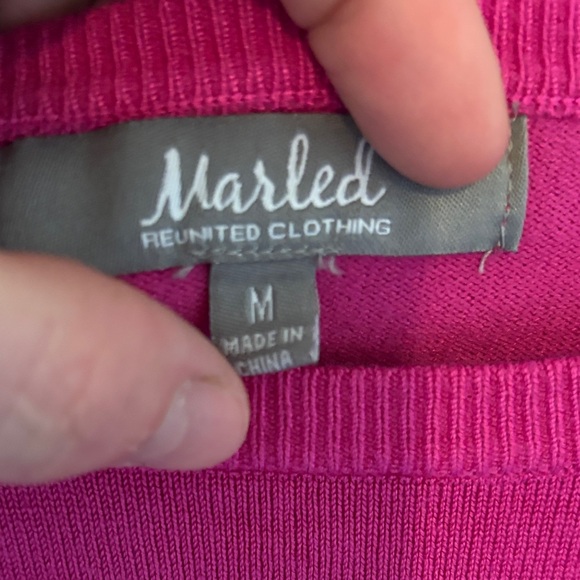 Marled
REUNITED CLOTHING
M
MADE IN
CHINA